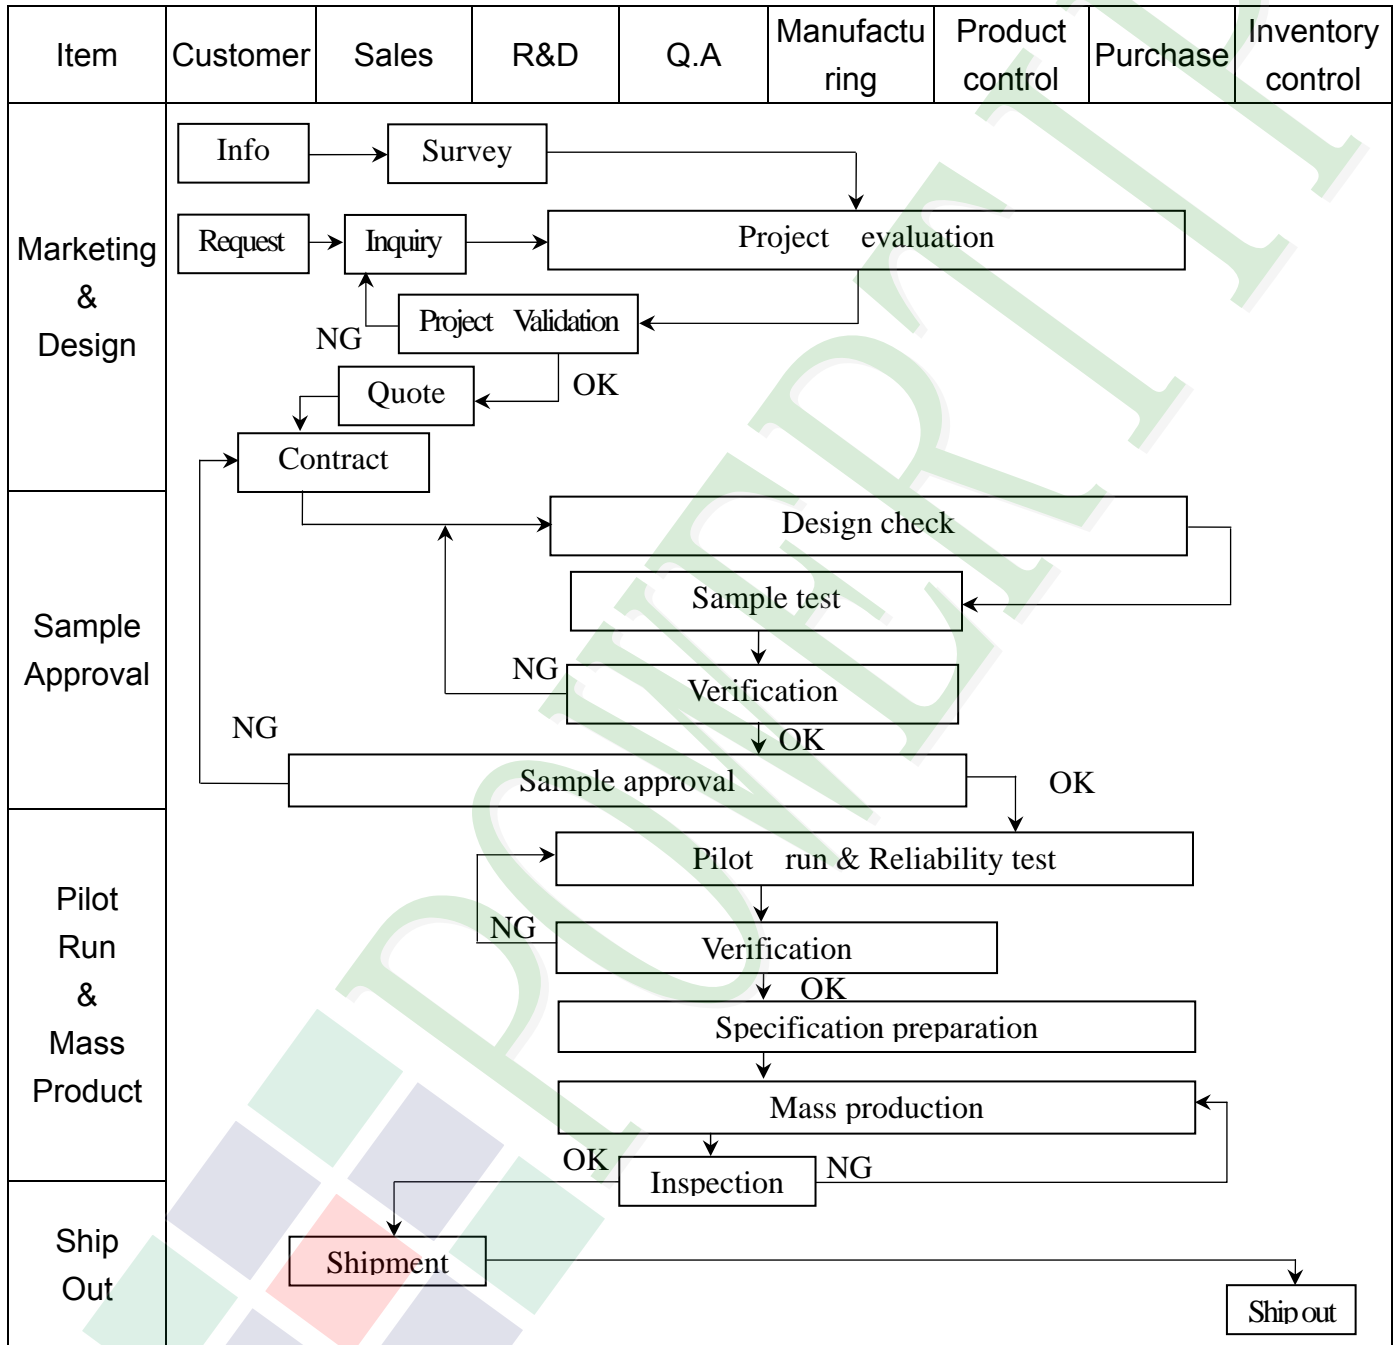 Item
Customer
Sales
R&D
Q.A
Manufactu
ring
Product
control
Purchase
Inventory
control
Marketing
&
Design
Info
Survey
Request
Inquiry
Project evaluation
Project Validation
NG
OK
Quote
Contract
Sample
Approval
Design check
Sample test
NG
Verification
NG
OK
Sample approval
OK
Pilot
Run
&
Mass
Product
Pilot run & Reliability test
NG
Verification
OK
Specification preparation
Mass production
OK
Inspection
NG
Ship
Out
Shipment
Ship out
POWERTIP